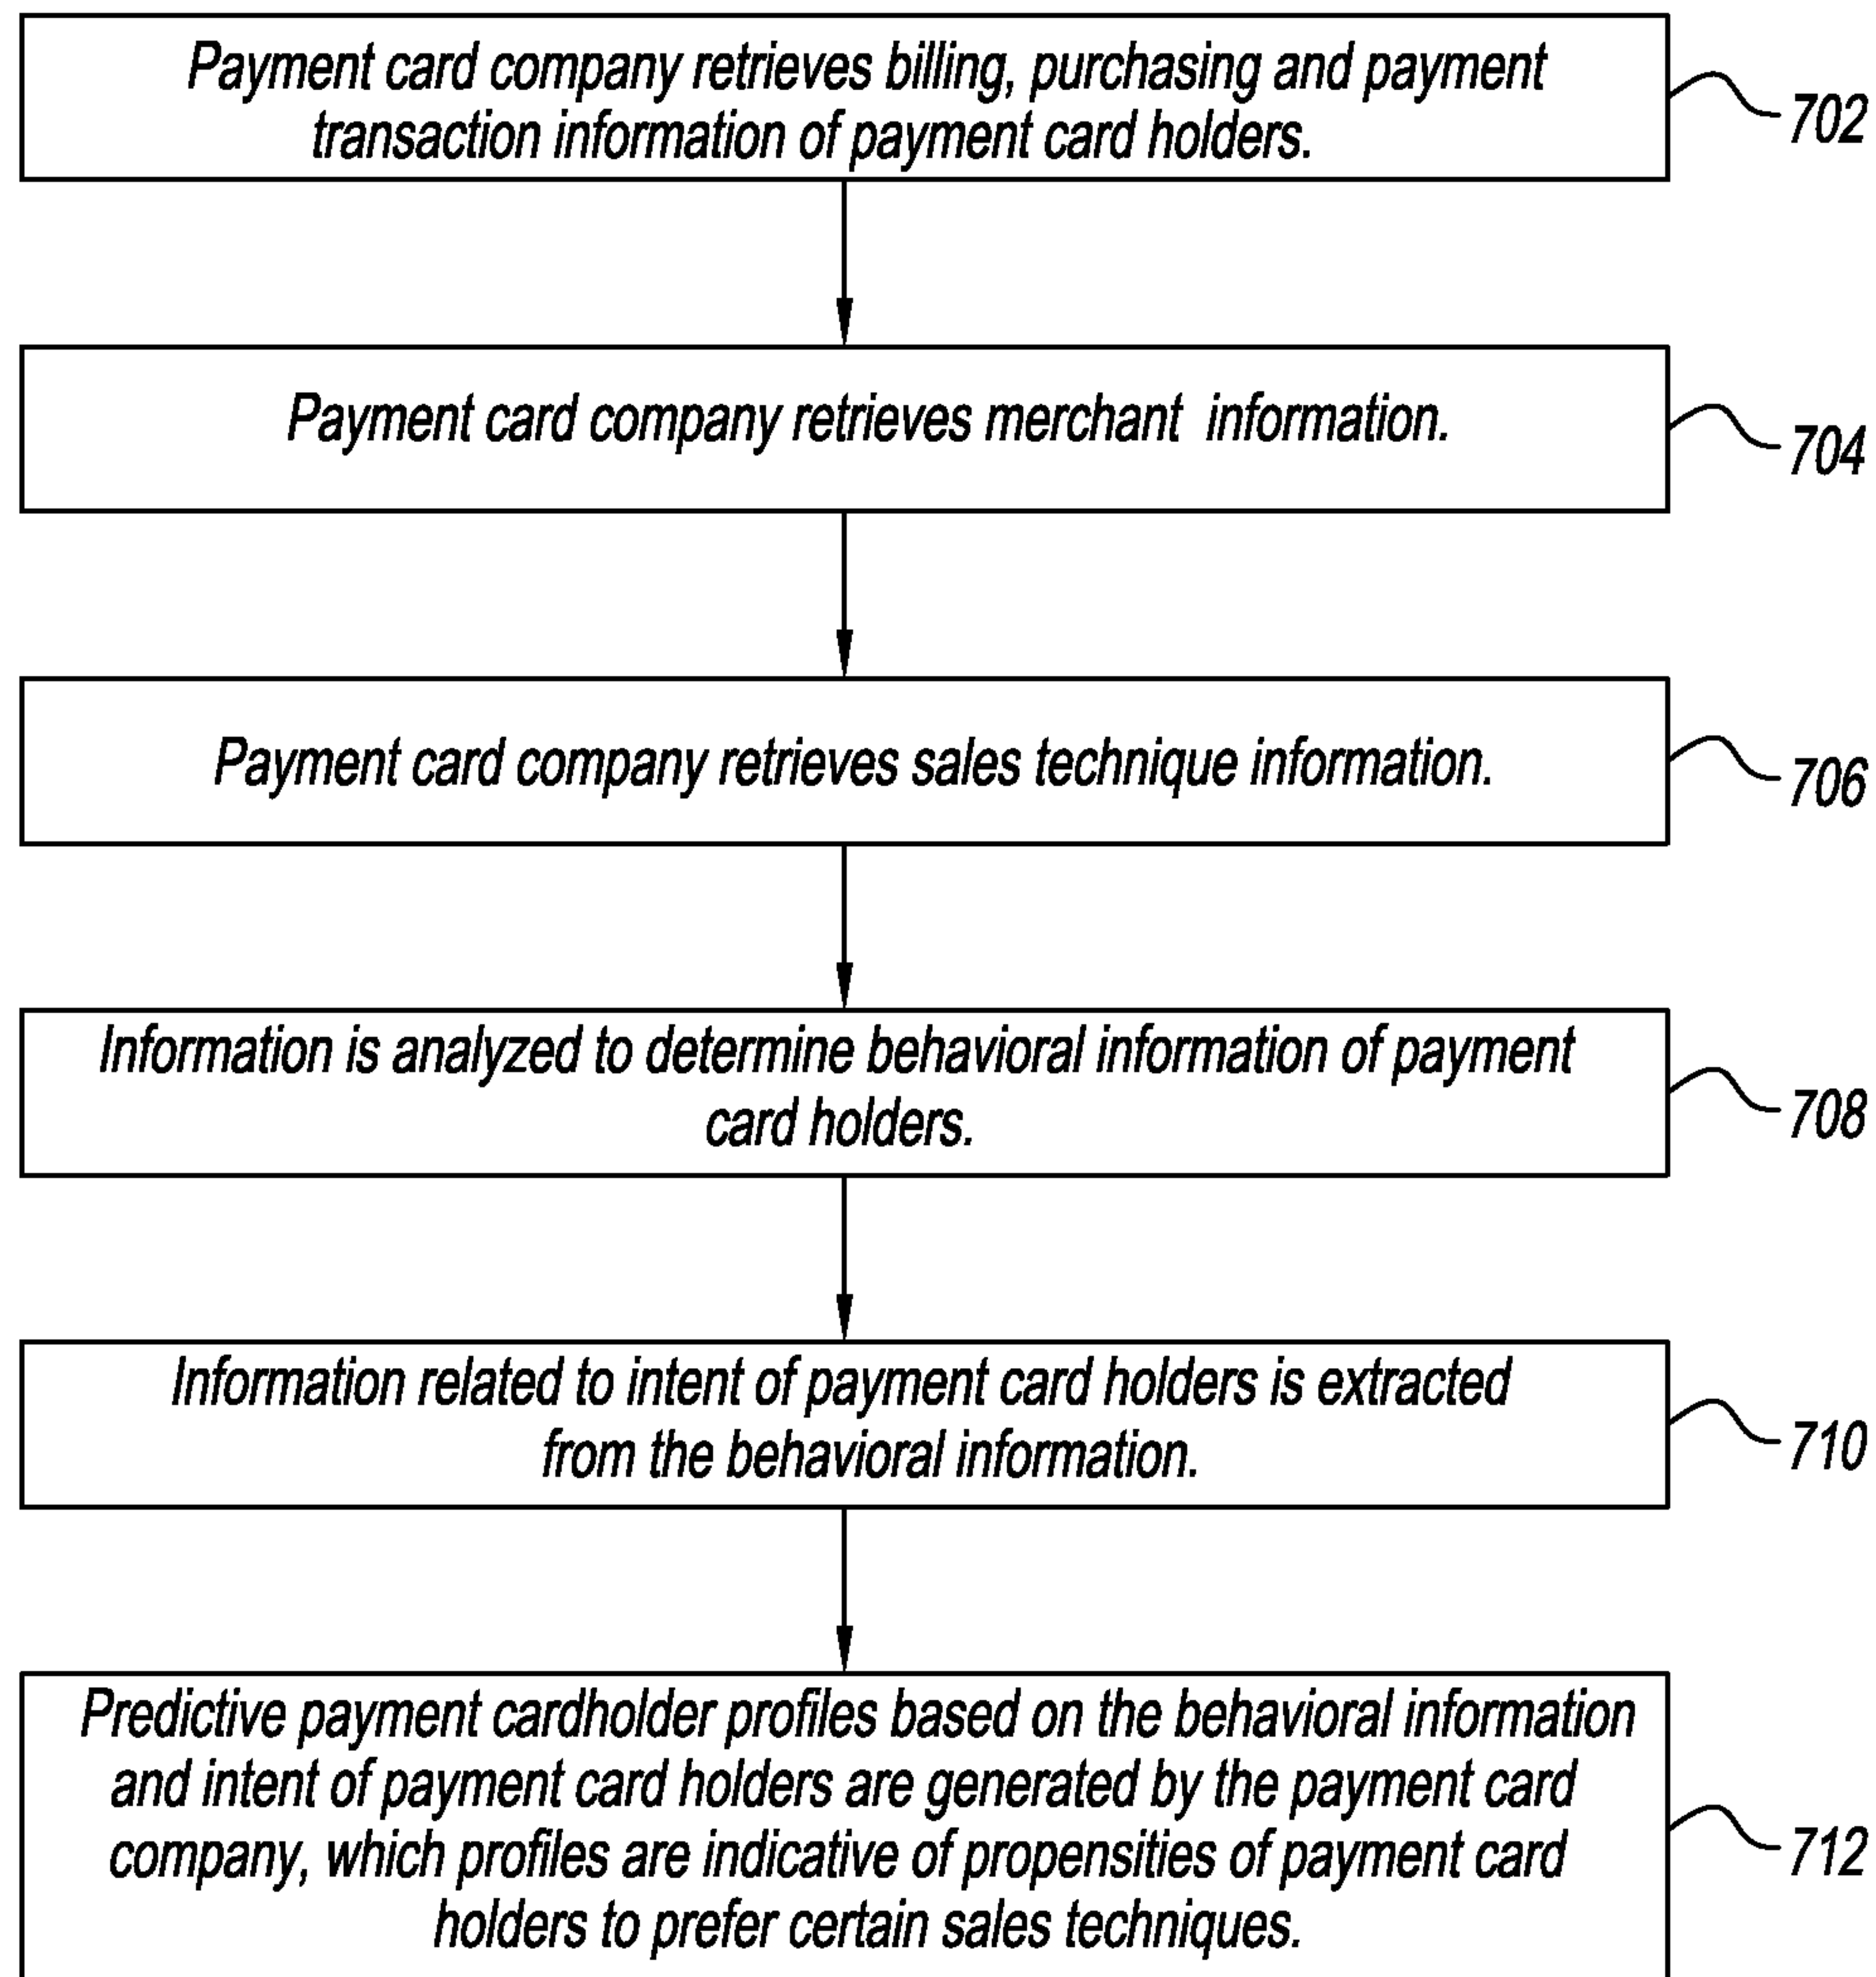 Payment card company retrieves billing, purchasing and payment
transaction information of payment card holders.
702
Payment card company retrieves merchant information.
704
Payment card company retrieves sales technique information.
706
Information is analyzed to determine behavioral information of payment
card holders.
708
Information related to intent of payment card holders is extracted
from the behavioral information.
710
Predictive payment cardholder profiles based on the behavioral information
and intent of payment card holders are generated by the payment card
company, which profiles are indicative of propensities of payment card
holders to prefer certain sales techniques.
712